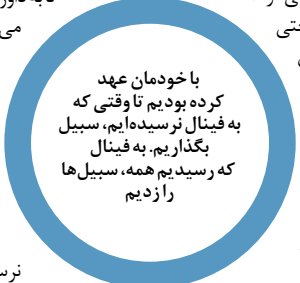 با خودمان عهد
کرده بودیم تا وقتی که
به فینال نرسیده‌ایم، سبیل
بگذاریم. به فینال
که رسیدیم همه، سبیل‌ها
را زدیم